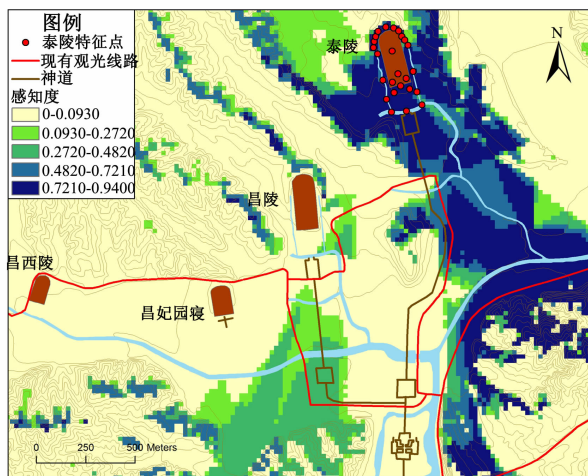 图例
泰陵特征点
现有观光线路
神道
感知度
0-0.0930
0.0930-0.2720
0.2720-0.4820
0.4820-0.7210
0.7210-0.9400
泰陵
N
昌陵
昌西陵
昌妃园寝
0 250 500 Meters